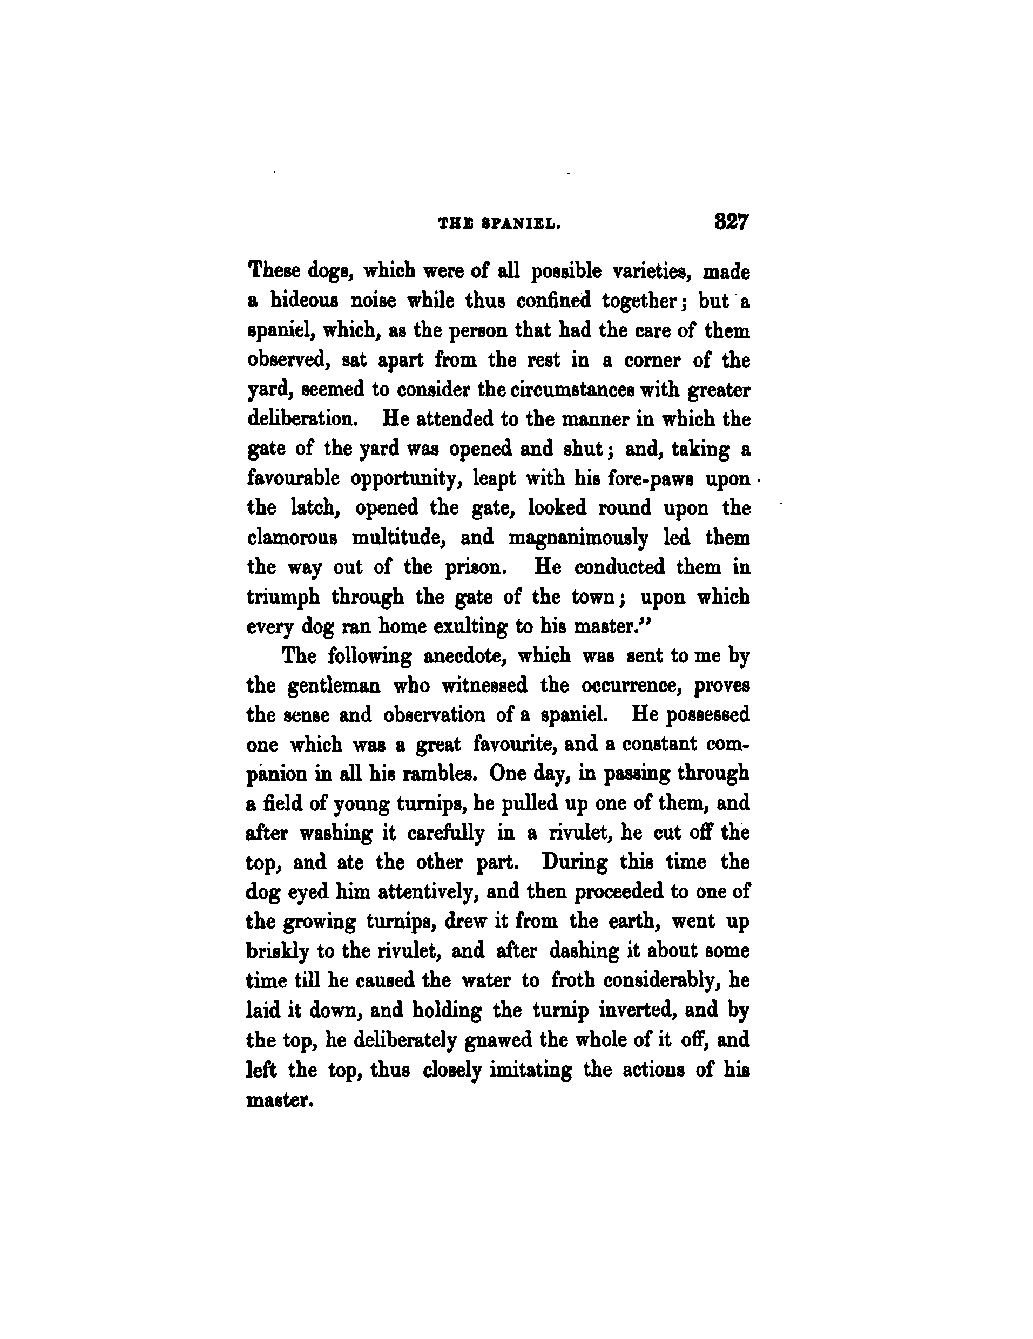 THE SPANIEL. 327
These dogs, which were of all possible varieties, made
a hideous noise while thus confined together; but a
spaniel, which, as the person that had the care of them
observed, sat apart from the rest in a corner of the
yard, seemed to consider the circumstances with greater
deliberation. He attended to the manner in which the
gate of the yard was opened and shut; and, taking a
favourable opportunity, leapt with his fore-paws upon
the latch, opened the gate, looked round upon the
clamorous multitude, and magnanimously led them
the way out of the prison. He conducted them in
triumph through the gate of the town; upon which
every dog ran home exulting to his master."
The following anecdote, which was sent to me by
the gentleman who witnessed the occurrence, proves
the sense and observation of a spaniel. He possessed
one which was a great favourite, and a constant com-
panion in all his rambles. One day, in passing through
a field of young turnips, he pulled up one of them, and
after washing it carefully in a rivulet, he cut off the
top, and ate the other part. During this time the
dog eyed him attentively, and then proceeded to one of
the growing turnips, drew it from the earth, went up
briskly to the rivulet, and after dashing it about some
time till he caused the water to froth considerably, he
laid it down, and holding the turnip inverted, and by
the top, he deliberately gnawed the whole of it off, and
left the top, thus closely imitating the actions of his
master.